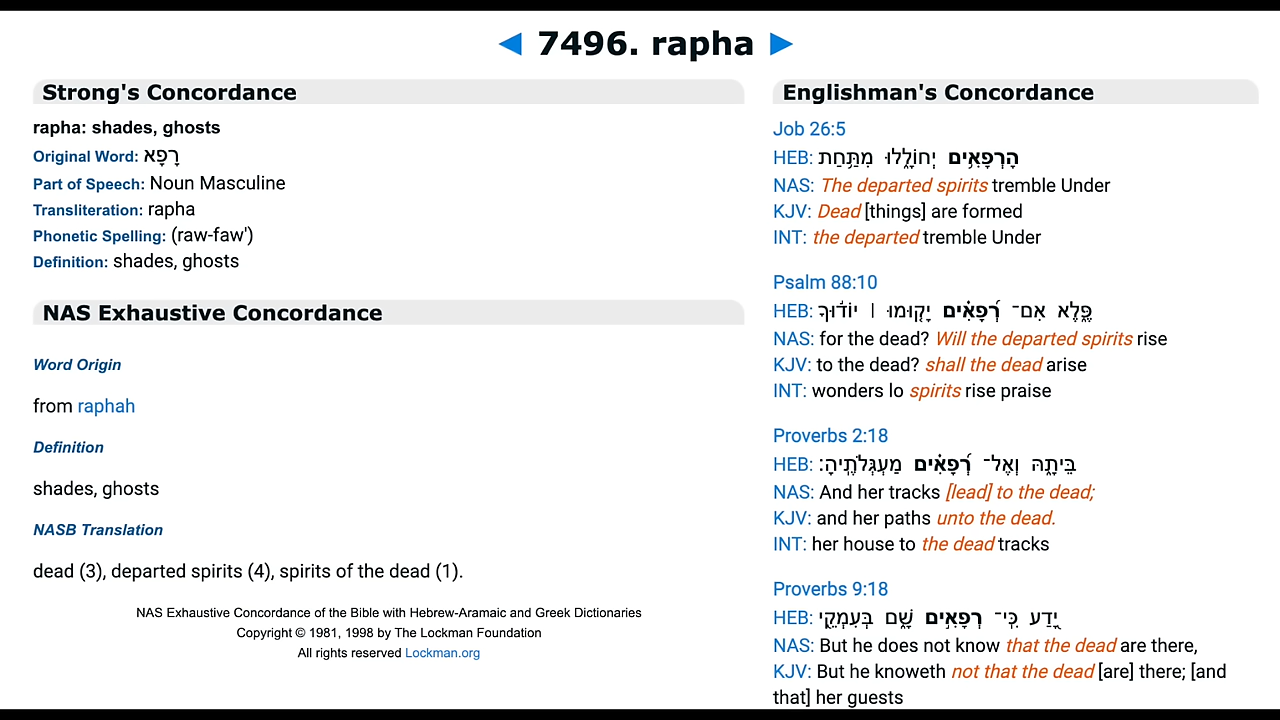 ◀ 7496. rapha ▶
Strong's Concordance
rapha: shades, ghosts
Original Word: רָפָא
Part of Speech: Noun Masculine
Transliteration: rapha
Phonetic Spelling: (raw-faw')
Definition: shades, ghosts
NAS Exhaustive Concordance
Word Origin
from raphah
Definition
shades, ghosts
NASB Translation
dead (3), departed spirits (4), spirits of the dead (1).
NAS Exhaustive Concordance of the Bible with Hebrew-Aramaic and Greek Dictionaries
Copyright © 1981, 1998 by The Lockman Foundation
All rights reserved Lockman.org
Englishman's Concordance
Job 26:5
HEB: הָרְפָאִ֥ים יְחוֹלָ֑לוּ מִתַּ֥חַת
NAS: The departed spirits tremble Under
KJV: Dead [things] are formed
INT: the departed tremble Under
Psalm 88:10
HEB: פֶּ֑לֶא אִם־ רְ֝פָאִ֗ים יָק֤וּמוּ ׀ יוֹד֬וּךָ
NAS: for the dead? Will the departed spirits rise
KJV: to the dead? shall the dead arise
INT: wonders lo spirits rise praise
Proverbs 2:18
HEB: בֵּיתָ֑הּ וְאֶל־ רְ֝פָאִ֗ים מַעְגְּלֹתֶֽיהָ׃
NAS: And her tracks [lead] to the dead;
KJV: and her paths unto the dead.
INT: her house to the dead tracks
Proverbs 9:18
HEB: יָ֭דַע כִּֽי־ רְפָאִ֣ים שָׁ֑ם בְּעִמְקֵ֖י
NAS: But he does not know that the dead are there,
KJV: But he knoweth not that the dead [are] there; [and
that] her guests